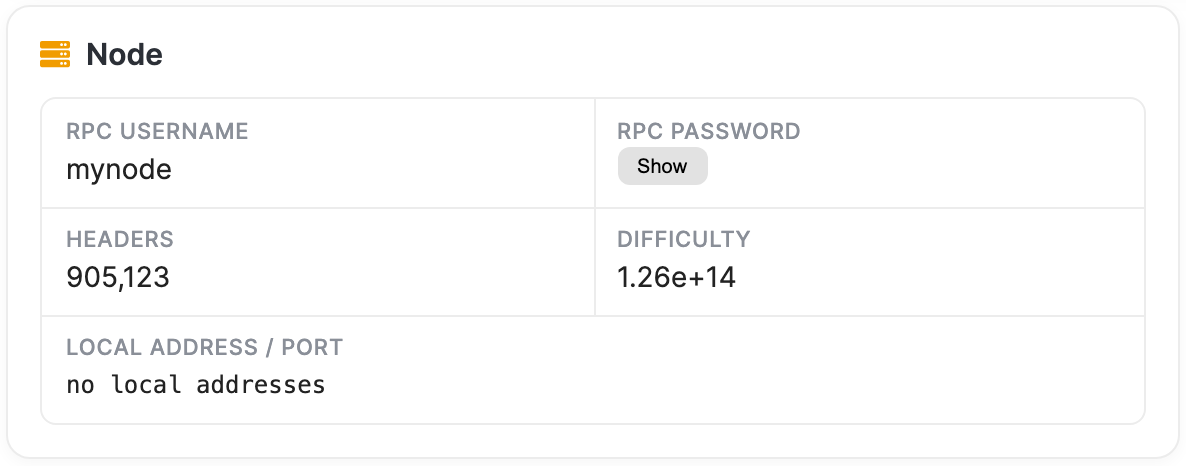 Node
RPC USERNAME
mynode
RPC PASSWORD
Show
HEADERS
905,123
DIFFICULTY
1.26e+14
LOCAL ADDRESS / PORT
no local addresses